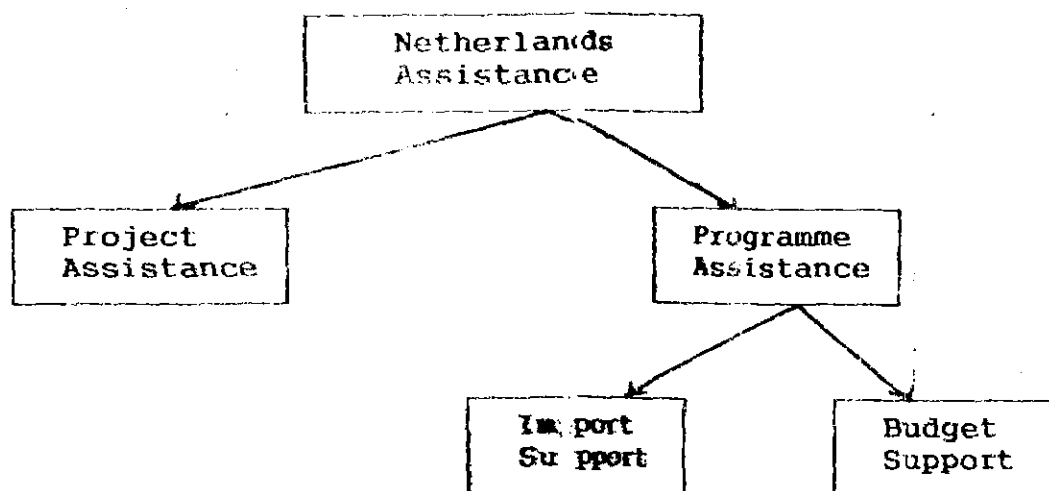 Netherlands
Assistance
Project
Assistance
Programme
Assistance
Import
Support
Budget
Support